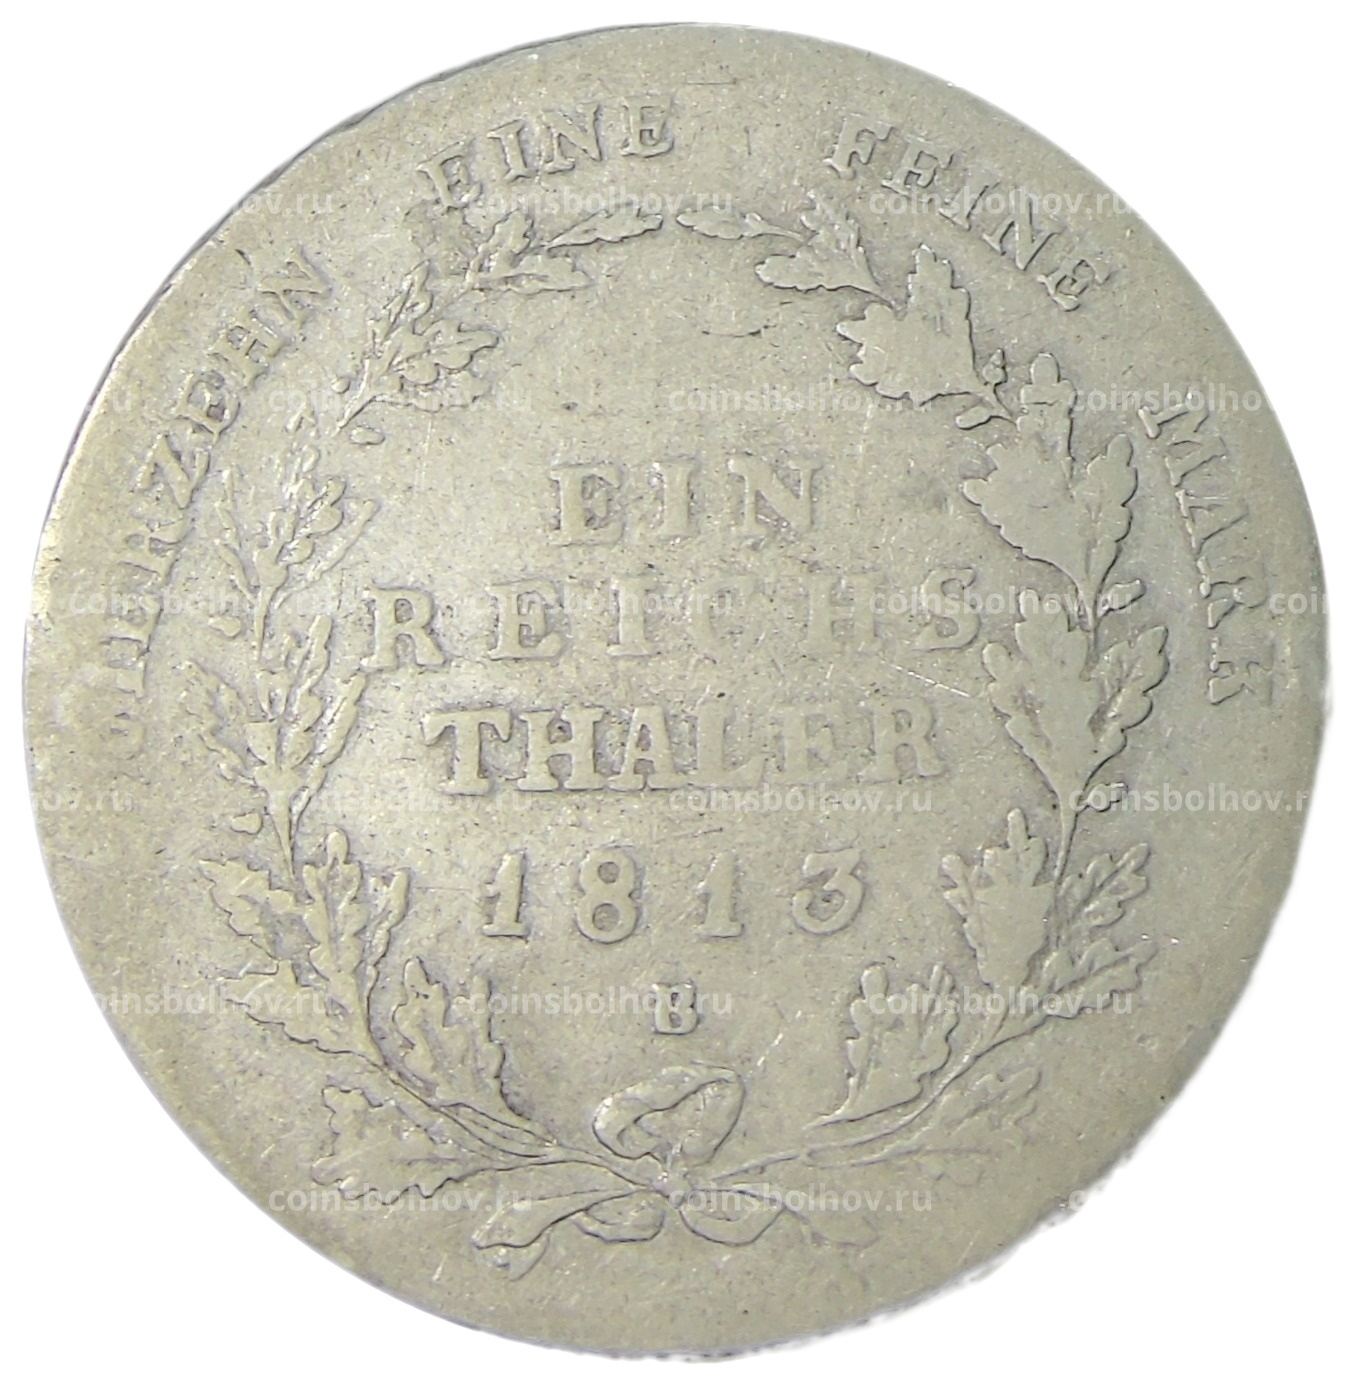 VIERZEHN EINE FEINE MARK
EIN
REICHS
THALER
1813
B
coinsbolhov.ru